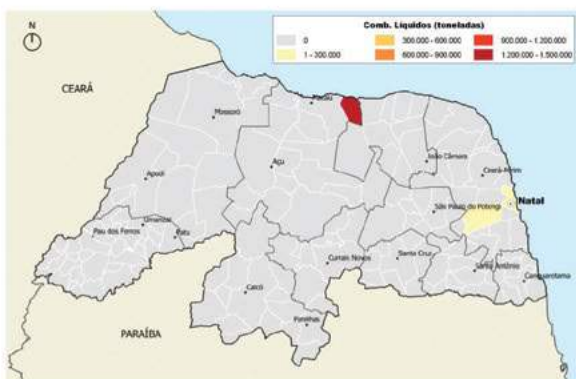 N
Comb. Líquidos (toneladas)
0
300.000 - 600.000
900.000 - 1.200.000
1 - 300.000
600.000 - 900.000
1.200.000 - 1.500.000
CEARÁ
Macau
Mossoró
João Câmara
Açu
Ceará-Mirim
Apodi
Natal
São Paulo do Potengi
Umarizal
Pau dos Ferros
Patu
Santa Cruz
Currais Novos
Santo Antônio
Canguaretama
Caicó
Parelhas
PARAÍBA